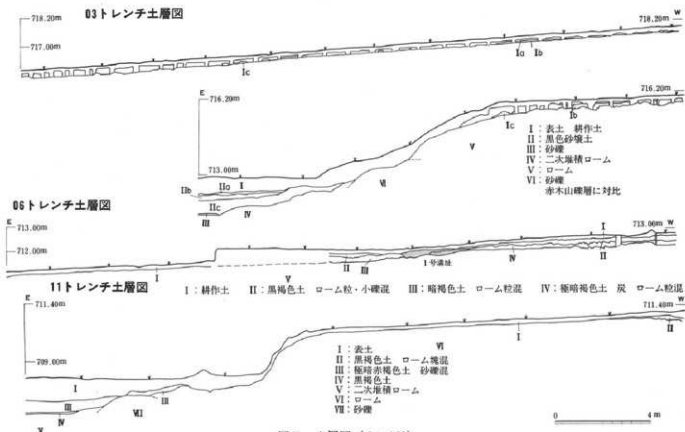 03トレンチ土層図
718.20m
717.00m
W
718.20m
Ic
Ia
Ib
E
716.20m
W
716.20m
Ic
Ib
V
VI
713.00m
IIb
IIa
I
IIc
III
IV
I：表土 耕作土
II：黒色砂壌土
III：砂礫
IV：二次堆積ローム
V：ローム
VI：砂礫
赤木山礫層に対比
06トレンチ土層図
E
713.00m
712.00m
W
713.00m
I
V
II
III
I号溝址
IV
I
II
I：耕作土 II：黒褐色土 ローム粒・小礫混 III：暗褐色土 ローム粒混 IV：極暗褐色土 炭 ローム粒混
11トレンチ土層図
E
711.40m
709.00m
W
711.40m
I
II
VI
I
III
IV
V
VII
III
I：表土
II：黒褐色土 ローム塊混
III：極暗赤褐色土 砂礫混
IV：黒褐色土
V：二次堆積ローム
VI：ローム
VII：砂礫
0
4 m